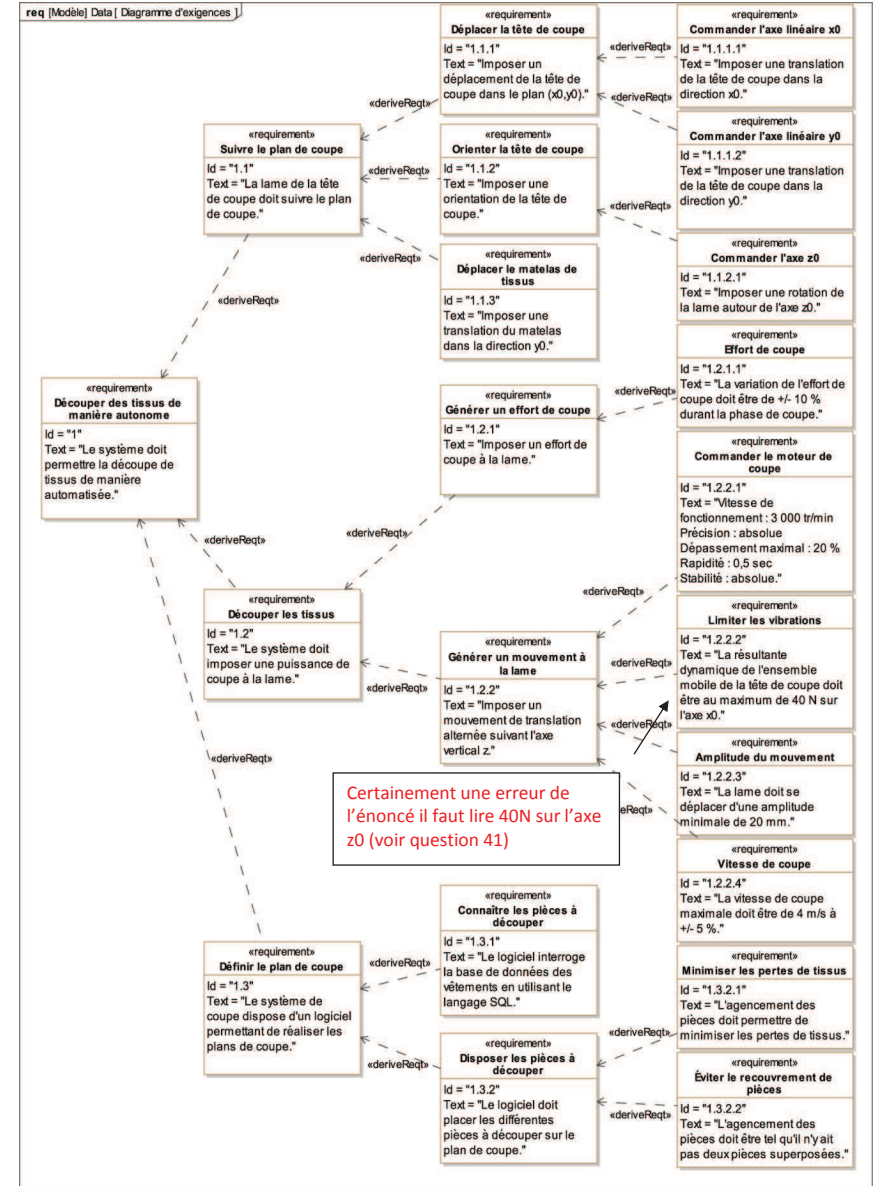 req [Modèle] Data [ Diagramme d'exigences ]
«requirement»
Découper des tissus de
manière autonome
Id = "1"
Text = "Le système doit
permettre la découpe de
tissus de manière
automatisée."
«deriveReqt»
«deriveReqt»
«deriveReqt»
«requirement»
Suivre le plan de coupe
Id = "1.1"
Text = "La lame de la tête
de coupe doit suivre le plan
de coupe."
«deriveReqt»
«deriveReqt»
«deriveReqt»
«requirement»
Découper les tissus
Id = "1.2"
Text = "Le système doit
imposer une puissance de
coupe à la lame."
«deriveReqt»
«deriveReqt»
«requirement»
Définir le plan de coupe
Id = "1.3"
Text = "Le système de
coupe dispose d'un logiciel
permettant de réaliser les
plans de coupe."
«deriveReqt»
«deriveReqt»
«requirement»
Déplacer la tête de coupe
Id = "1.1.1"
Text = "Imposer un
déplacement de la tête de
coupe dans le plan (x0,y0)."
«deriveReqt»
«deriveReqt»
«requirement»
Orienter la tête de coupe
Id = "1.1.2"
Text = "Imposer une
orientation de la tête de
coupe."
«deriveReqt»
«requirement»
Déplacer le matelas de
tissus
Id = "1.1.3"
Text = "Imposer une
translation du matelas
dans la direction y0."
«requirement»
Générer un effort de coupe
Id = "1.2.1"
Text = "Imposer un effort de
coupe à la lame."
«deriveReqt»
«requirement»
Générer un mouvement à
la lame
Id = "1.2.2"
Text = "Imposer un
mouvement de translation
alternée suivant l'axe
vertical z."
«deriveReqt»
«deriveReqt»
«deriveReqt»
eReqt»
Certainement une erreur de
l'énoncé il faut lire 40N sur l'axe
z0 (voir question 41)
«requirement»
Connaître les pièces à
découper
Id = "1.3.1"
Text = "Le logiciel interroge
la base de données des
vêtements en utilisant le
langage SQL."
«requirement»
Disposer les pièces à
découper
Id = "1.3.2"
Text = "Le logiciel doit
placer les différentes
pièces à découper sur le
plan de coupe."
«deriveReqt»
«deriveReqt»
«requirement»
Commander l'axe linéaire x0
Id = "1.1.1.1"
Text = "Imposer une translation
de la tête de coupe dans la
direction x0."
«requirement»
Commander l'axe linéaire y0
Id = "1.1.1.2"
Text = "Imposer une translation
de la tête de coupe dans la
direction y0."
«requirement»
Commander l'axe z0
Id = "1.1.2.1"
Text = "Imposer une rotation de
la lame autour de l'axe z0."
«requirement»
Effort de coupe
Id = "1.2.1.1"
Text = "La variation de l'effort de
coupe doit être de +/- 10 %
durant la phase de coupe."
«requirement»
Commander le moteur de
coupe
Id = "1.2.2.1"
Text = "Vitesse de
fonctionnement : 3 000 tr/min
Précision : absolue
Dépassement maximal : 20 %
Rapidité : 0,5 sec
Stabilité : absolue."
«requirement»
Limiter les vibrations
Id = "1.2.2.2"
Text = "La résultante
dynamique de l'ensemble
mobile de la tête de coupe doit
être au maximum de 40 N sur
l'axe x0."
«requirement»
Amplitude du mouvement
Id = "1.2.2.3"
Text = "La lame doit se
déplacer d'une amplitude
minimale de 20 mm."
«requirement»
Vitesse de coupe
Id = "1.2.2.4"
Text = "La vitesse de coupe
maximale doit être de 4 m/s à
+/- 5 %."
«requirement»
Minimiser les pertes de tissus
Id = "1.3.2.1"
Text = "L'agencement des
pièces doit permettre de
minimiser les pertes de tissus."
«requirement»
Éviter le recouvrement de
pièces
Id = "1.3.2.2"
Text = "L'agencement des
pièces doit être tel qu'il n'y ait
pas deux pièces superposées."